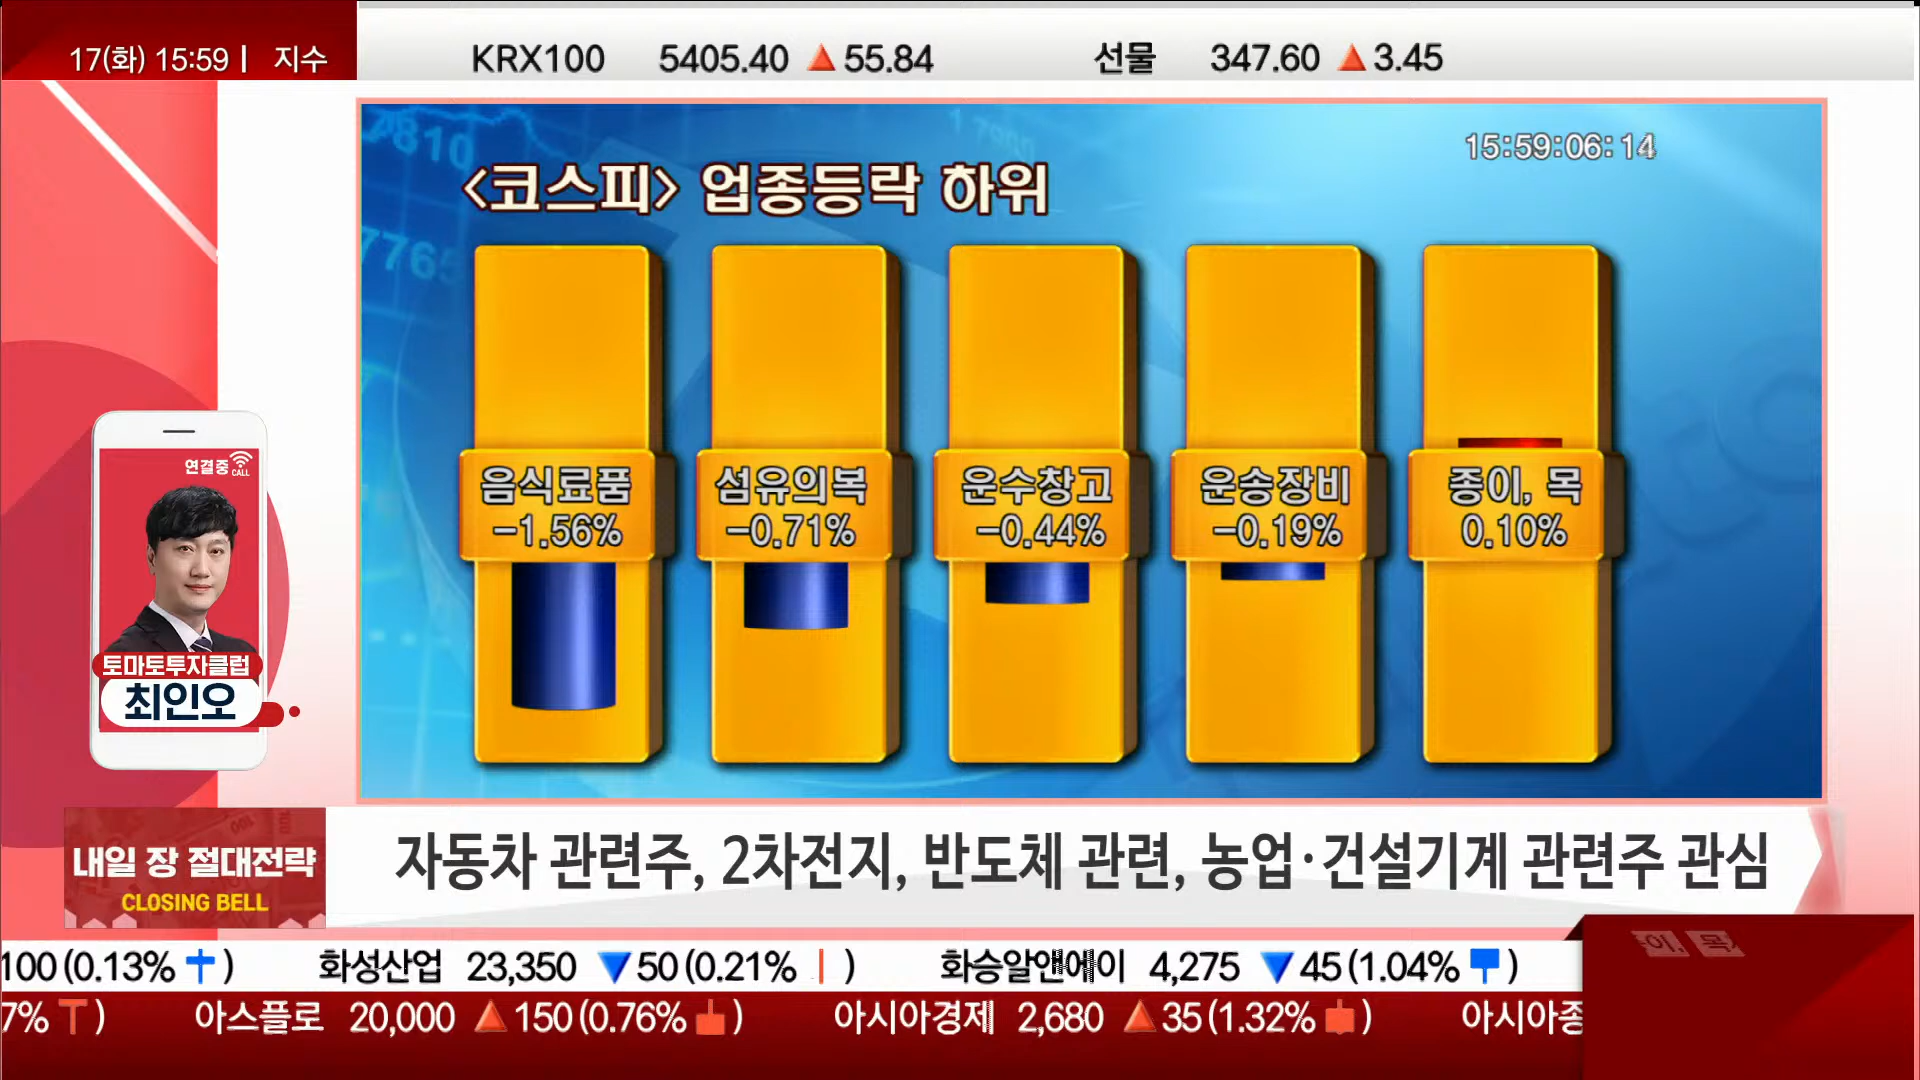 17(화) 15:59 | 지수
KRX100 5405.40 ▲ 55.84 선물 347.60 ▲ 3.45
15:59:06:14
<코스피> 업종등락 하위
음식료품 -1.56%
섬유의복 -0.71%
운수창고 -0.44%
운송장비 -0.19%
종이, 목 0.10%
연결중 CALL
토마토투자클럽
최인오
내일 장 절대전략
CLOSING BELL
자동차 관련주, 2차전지, 반도체 관련, 농업·건설기계 관련주 관심
100 (0.13% ) 화성산업 23,350 ▼ 50 (0.21% ) 화승알앤에이 4,275 ▼ 45 (1.04% )
7% ) 아스플로 20,000 ▲ 150 (0.76% ) 아시아경제 2,680 ▲ 35 (1.32% ) 아시아종